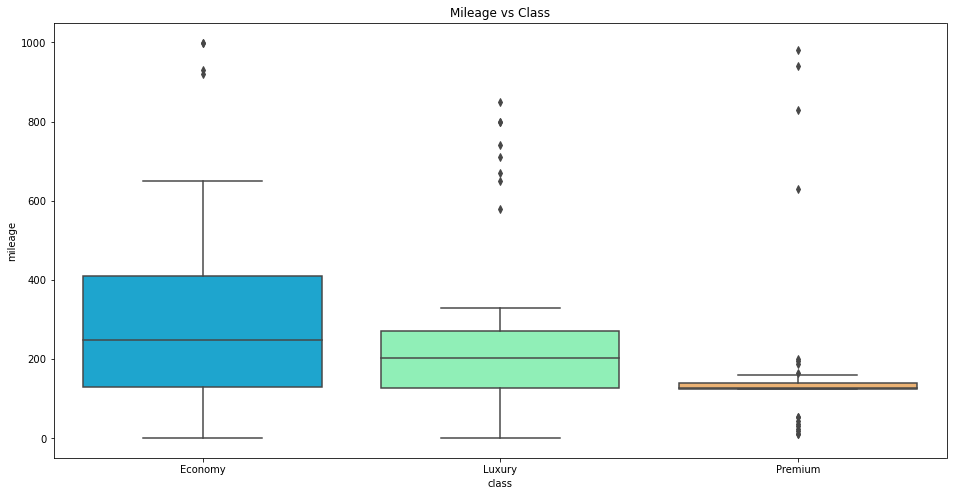 Mileage vs Class
1000
800
600
400
200
0
mileage
Economy
Luxury
Premium
class